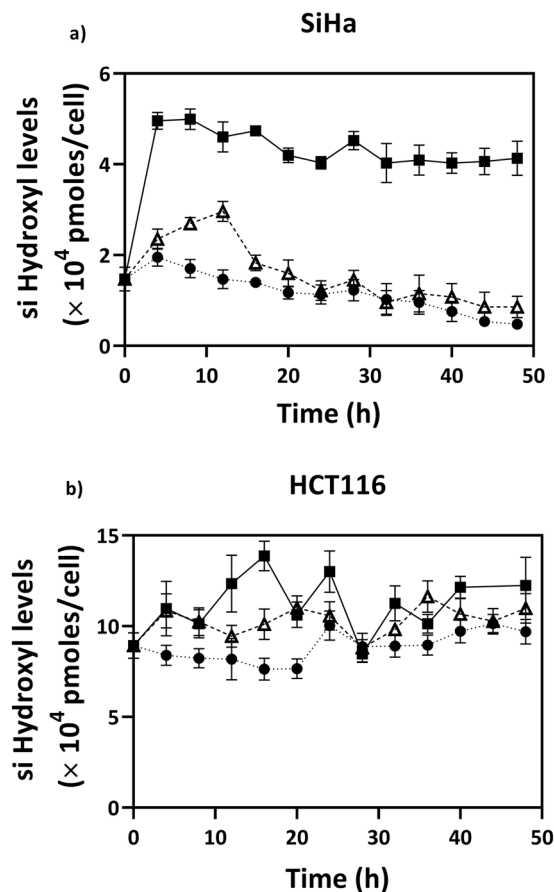 a)
SiHa
si Hydroxyl levels
(× 10⁴ pmoles/cell)
6
4
2
0
0 10 20 30 40 50
Time (h)
b)
HCT116
si Hydroxyl levels
(× 10⁴ pmoles/cell)
15
10
5
0
0 10 20 30 40 50
Time (h)